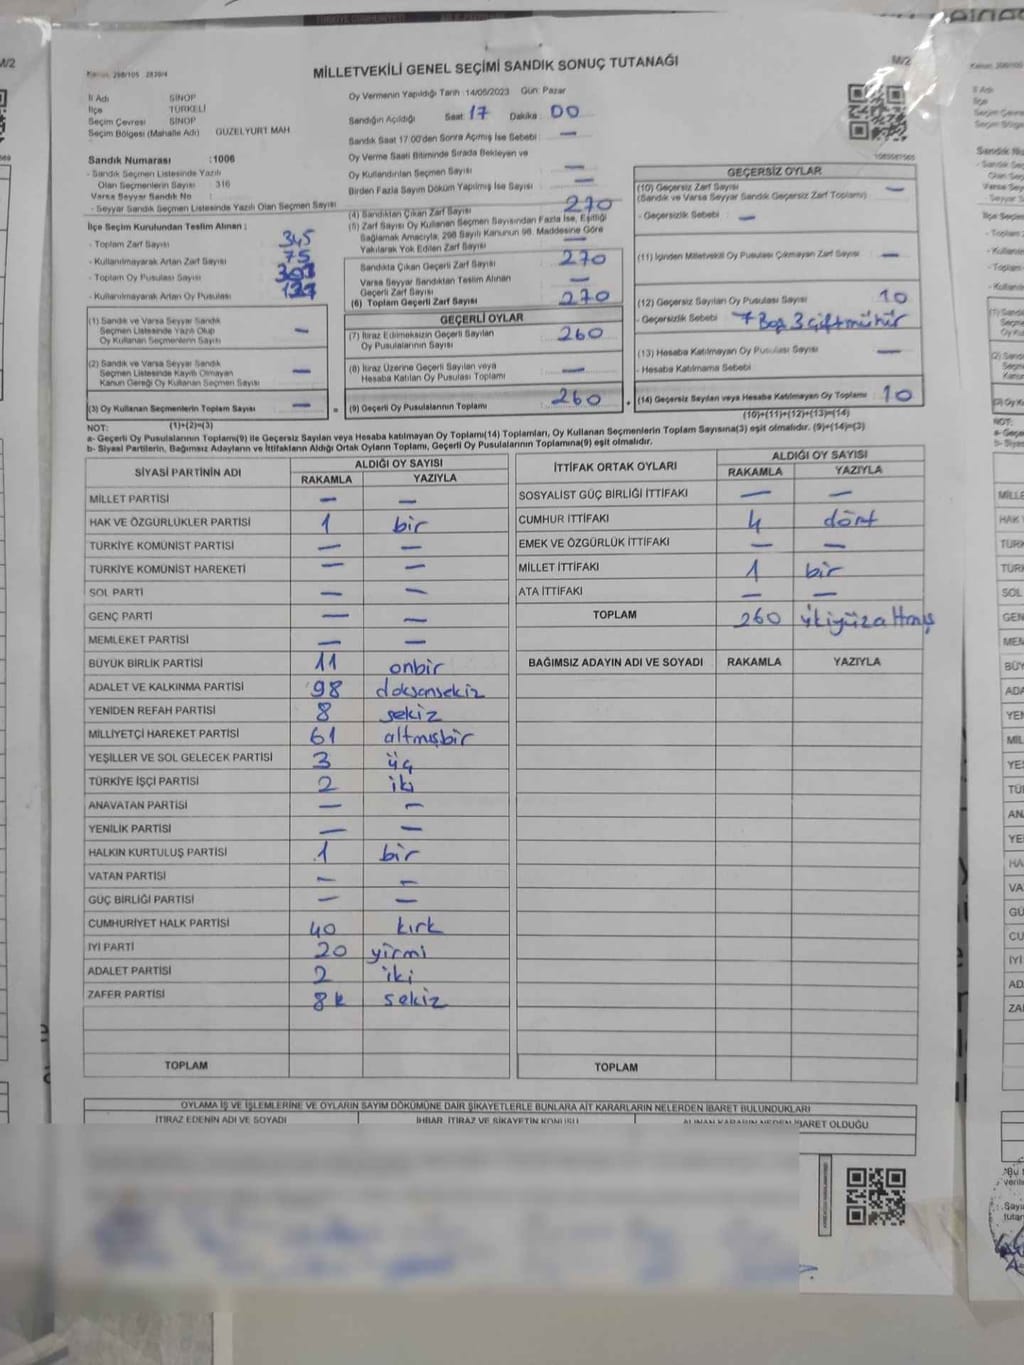 MİLLETVEKİLİ GENEL SEÇİMİ SANDIK SONUÇ TUTANAĞI
M/2
M/2
Kanun: 298/105 2839/4
İl Adı SİNOP
İlçe TÜRKELİ
Seçim Çevresi SİNOP
Seçim Bölgesi (Mahalle Adı) GÜZELYURT MAH.
Sandık Numarası :1006
- Sandık Seçmen Listesinde Yazılı
Olan Seçmenlerin Sayısı : 316
Varsa Seyyar Sandık No :
- Seyyar Sandık Seçmen Listesinde Yazılı Olan Seçmen Sayısı
İlçe Seçim Kurulundan Teslim Alınan :
- Toplam Zarf Sayısı 345
- Kullanılmayarak Artan Zarf Sayısı 75
- Toplam Oy Pusulası Sayısı
- Kullanılmayarak Artan Oy Pusulası
(1) Sandık ve Varsa Seyyar Sandık
Seçmen Listesinde Yazılı Olup
Oy Kullanan Seçmenlerin Sayısı —
(2) Sandık ve Varsa Seyyar Sandık
Seçmen Listesinde Kayıtlı Olmayan
Kanun Gereği Oy Kullanan Seçmen Sayısı —
(3) Oy Kullanan Seçmenlerin Toplam Sayısı —
(1)+(2)=(3)
Oy Vermenin Yapıldığı Tarih :14/05/2023 Gün: Pazar
Sandığın Açıldığı Saat: 17 Dakika : 00
Sandık Saat 17:00'den Sonra Açılmış İse Sebebi : —
Oy Verme Saati Bitiminde Sırada Bekleyen ve
Oy Kullandırılan Seçmen Sayısı —
Birden Fazla Sayım Döküm Yapılmış İse Sayısı —
(4) Sandıktan Çıkan Zarf Sayısı 270
(5) Zarf Sayısı Oy Kullanan Seçmen Sayısından Fazla İse, Eşitliği
Sağlamak Amacıyla, 298 Sayılı Kanunun 98. Maddesine Göre
Yakılarak Yok Edilen Zarf Sayısı —
Sandıkta Çıkan Geçerli Zarf Sayısı 270
Varsa Seyyar Sandıktan Teslim Alınan
Geçerli Zarf Sayısı —
(6) Toplam Geçerli Zarf Sayısı 270
GEÇERLİ OYLAR
(7) İtiraz Edilmeksizin Geçerli Sayılan
Oy Pusulalarının Sayısı 260
(8) İtiraz Üzerine Geçerli Sayılan veya
Hesaba Katılan Oy Pusulası Toplamı —
= (9) Geçerli Oy Pusulalarının Toplamı 260 +
GEÇERSİZ OYLAR
(10) Geçersiz Zarf Sayısı —
(Sandık ve Varsa Seyyar Sandık Geçersiz Zarf Toplamı)
- Geçersizlik Sebebi : —
(11) İçinden Milletvekili Oy Pusulası Çıkmayan Zarf Sayısı —
(12) Geçersiz Sayılan Oy Pusulası Sayısı 10
- Geçersizlik Sebebi : 7 Boş 3 Çift mühür
(13) Hesaba Katılmayan Oy Pusulası Sayısı —
- Hesaba Katılmama Sebebi :
(14) Geçersiz Sayılan veya Hesaba Katılmayan Oy Toplamı : 10
(10)+(11)+(12)+(13)=(14)
NOT:
a- Geçerli Oy Pusulalarının Toplamı(9) ile Geçersiz Sayılan veya Hesaba katılmayan Oy Toplamı(14) Toplamları, Oy Kullanan Seçmenlerin Toplam Sayısına(3) eşit olmalıdır. (9)+(14)=(3)
b- Siyasi Partilerin, Bağımsız Adayların ve İttifakların Aldığı Ortak Oyların Toplamı, Geçerli Oy Pusulalarının Toplamına(9) eşit olmalıdır.
SİYASİ PARTİNİN ADI ALDIĞI OY SAYISI
RAKAMLA YAZIYLA
MİLLET PARTİSİ — —
HAK VE ÖZGÜRLÜKLER PARTİSİ 1 bir
TÜRKİYE KOMÜNİST PARTİSİ — —
TÜRKİYE KOMÜNİST HAREKETİ — —
SOL PARTİ — —
GENÇ PARTİ — —
MEMLEKET PARTİSİ — —
BÜYÜK BİRLİK PARTİSİ 11 onbir
ADALET VE KALKINMA PARTİSİ 98 doksansekiz
YENİDEN REFAH PARTİSİ 8 sekiz
MİLLİYETÇİ HAREKET PARTİSİ 61 altmışbir
YEŞİLLER VE SOL GELECEK PARTİSİ 3 üç
TÜRKİYE İŞÇİ PARTİSİ 2 iki
ANAVATAN PARTİSİ — —
YENİLİK PARTİSİ — —
HALKIN KURTULUŞ PARTİSİ 1 bir
VATAN PARTİSİ — —
GÜÇ BİRLİĞİ PARTİSİ — —
CUMHURİYET HALK PARTİSİ 40 kırk
İYİ PARTİ 20 yirmi
ADALET PARTİSİ 2 iki
ZAFER PARTİSİ 8 sekiz
TOPLAM
İTTİFAK ORTAK OYLARI ALDIĞI OY SAYISI
RAKAMLA YAZIYLA
SOSYALİST GÜÇ BİRLİĞİ İTTİFAKI — —
CUMHUR İTTİFAKI 4 dört
EMEK VE ÖZGÜRLÜK İTTİFAKI — —
MİLLET İTTİFAKI 1 bir
ATA İTTİFAKI — —
TOPLAM 260 ikiyüzaltmış
BAĞIMSIZ ADAYIN ADI VE SOYADI RAKAMLA YAZIYLA
TOPLAM
OYLAMA İŞ VE İŞLEMLERİNE VE OYLARIN SAYIM DÖKÜMÜNE DAİR ŞİKAYETLERLE BUNLARA AİT KARARLARIN NELERDEN İBARET BULUNDUKLARI
İTİRAZ EDENİN ADI VE SOYADI İHBAR, İTİRAZ VE ŞİKAYETİN KONUSU ALINAN KARARIN NEDEN İBARET OLDUĞU